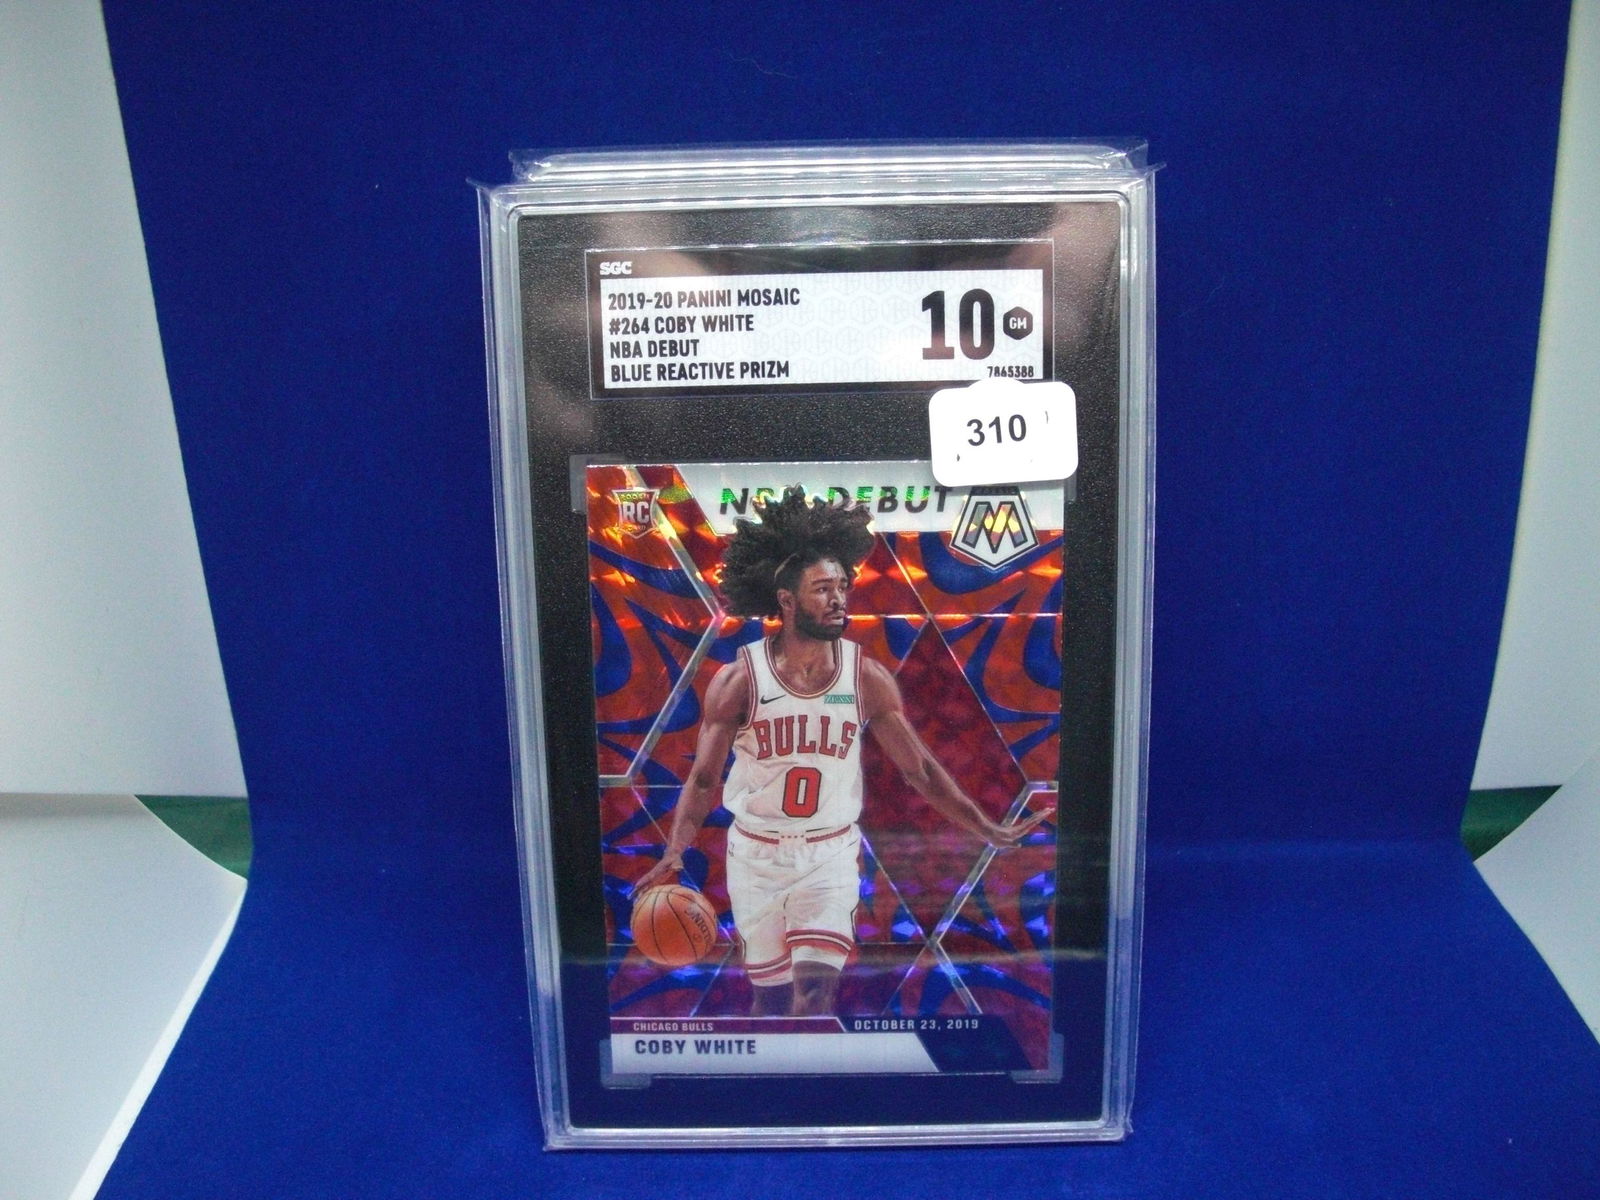 SGC
2019-20 PANINI MOSAIC
#264 COBY WHITE
NBA DEBUT
BLUE REACTIVE PRIZM
10 GM
7865388
310
RC
NBA DEBUT
M
ZENNI
BULLS
0
CHICAGO BULLS
OCTOBER 23, 2019
COBY WHITE